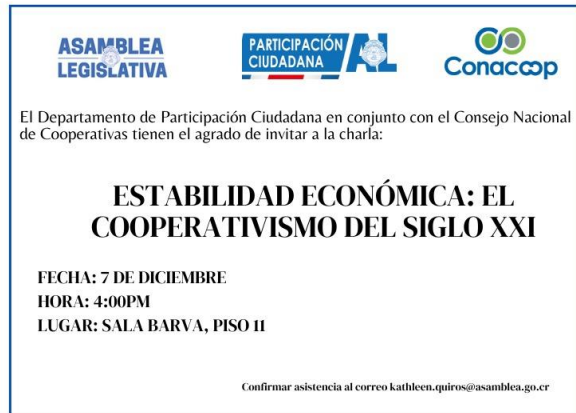 ASAMBLEA
LEGISLATIVA
PARTICIPACIÓN
CIUDADANA
AL
Conacoop
El Departamento de Participación Ciudadana en conjunto con el Consejo Nacional
de Cooperativas tienen el agrado de invitar a la charla:
ESTABILIDAD ECONÓMICA: EL
COOPERATIVISMO DEL SIGLO XXI
FECHA: 7 DE DICIEMBRE
HORA: 4:00PM
LUGAR: SALA BARVA, PISO 11
Confirmar asistencia al correo kathleen.quiros@asamblea.go.cr